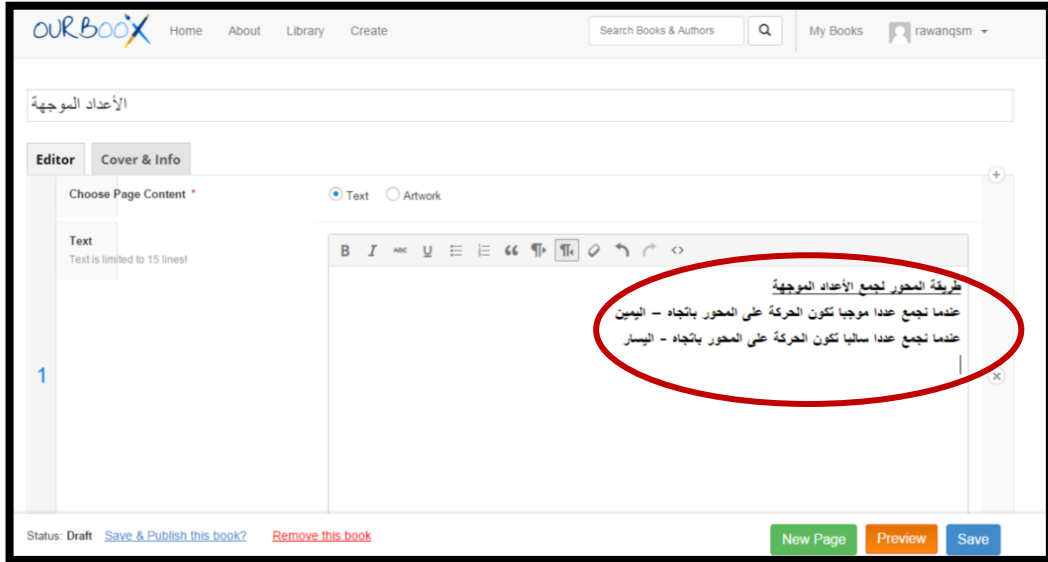 OURBOOX Home About Library Create Search Books & Authors My Books rawanqsm
الأعداد الموجهة
Editor Cover & Info
Choose Page Content * Text Artwork
Text
Text is limited to 15 lines!
B I ABC U
طريقة المحور لجمع الأعداد الموجهة
عندما نجمع عددا موجبا تكون الحركة على المحور باتجاه – اليمين
عندما نجمع عددا سالبا تكون الحركة على المحور باتجاه - اليسار
1
Status: Draft Save & Publish this book? Remove this book New Page Preview Save